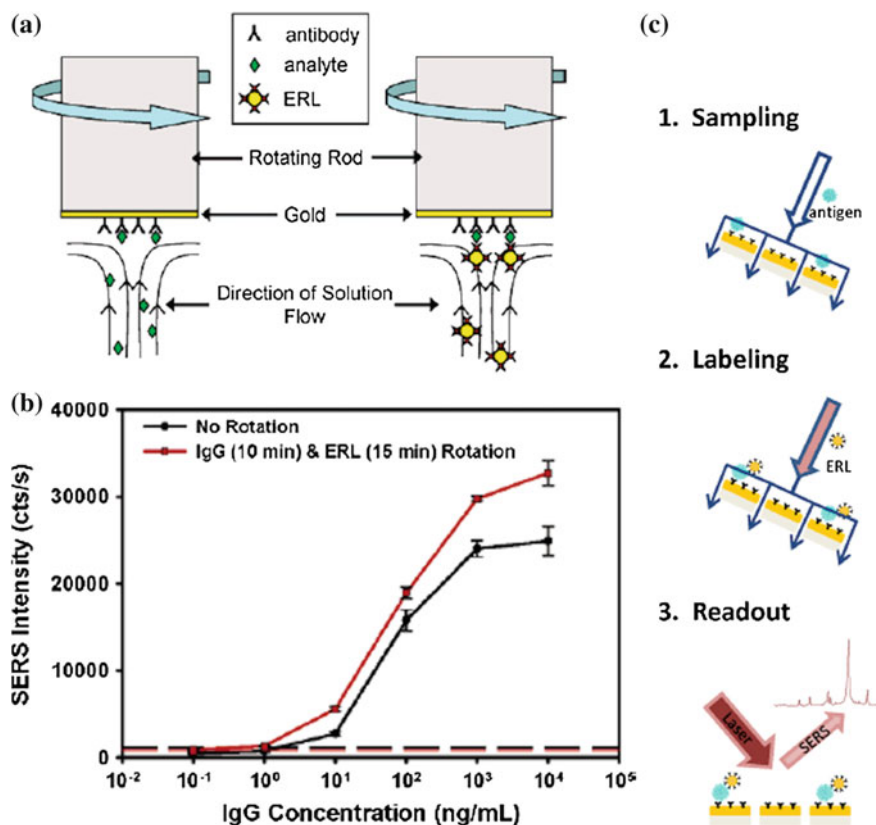 (a)
antibody
analyte
ERL
Rotating Rod
Gold
Direction of Solution
Flow
(b)
40000
30000
20000
10000
0
SERS Intensity (cts/s)
No Rotation
IgG (10 min) & ERL (15 min) Rotation
10⁻² 10⁻¹ 10⁰ 10¹ 10² 10³ 10⁴ 10⁵
IgG Concentration (ng/mL)
(c)
1. Sampling
antigen
2. Labeling
ERL
3. Readout
Laser
SERS